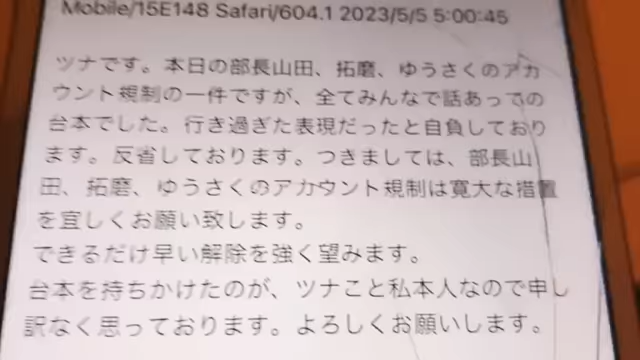 Mobile/15E148 Safari/604.1 2023/5/5 5:00:45
ツナです。本日の部長山田、拓磨、ゆうさくのアカ
ウント規制の一件ですが、全てみんなで話あっての
台本でした。行き過ぎた表現だったと自負しており
ます。反省しております。つきましては、部長山
田、拓磨、ゆうさくのアカウント規制は寛大な措置
を宜しくお願い致します。
できるだけ早い解除を強く望みます。
台本を持ちかけたのが、ツナこと私本人なので申し
訳なく思っております。よろしくお願いします。